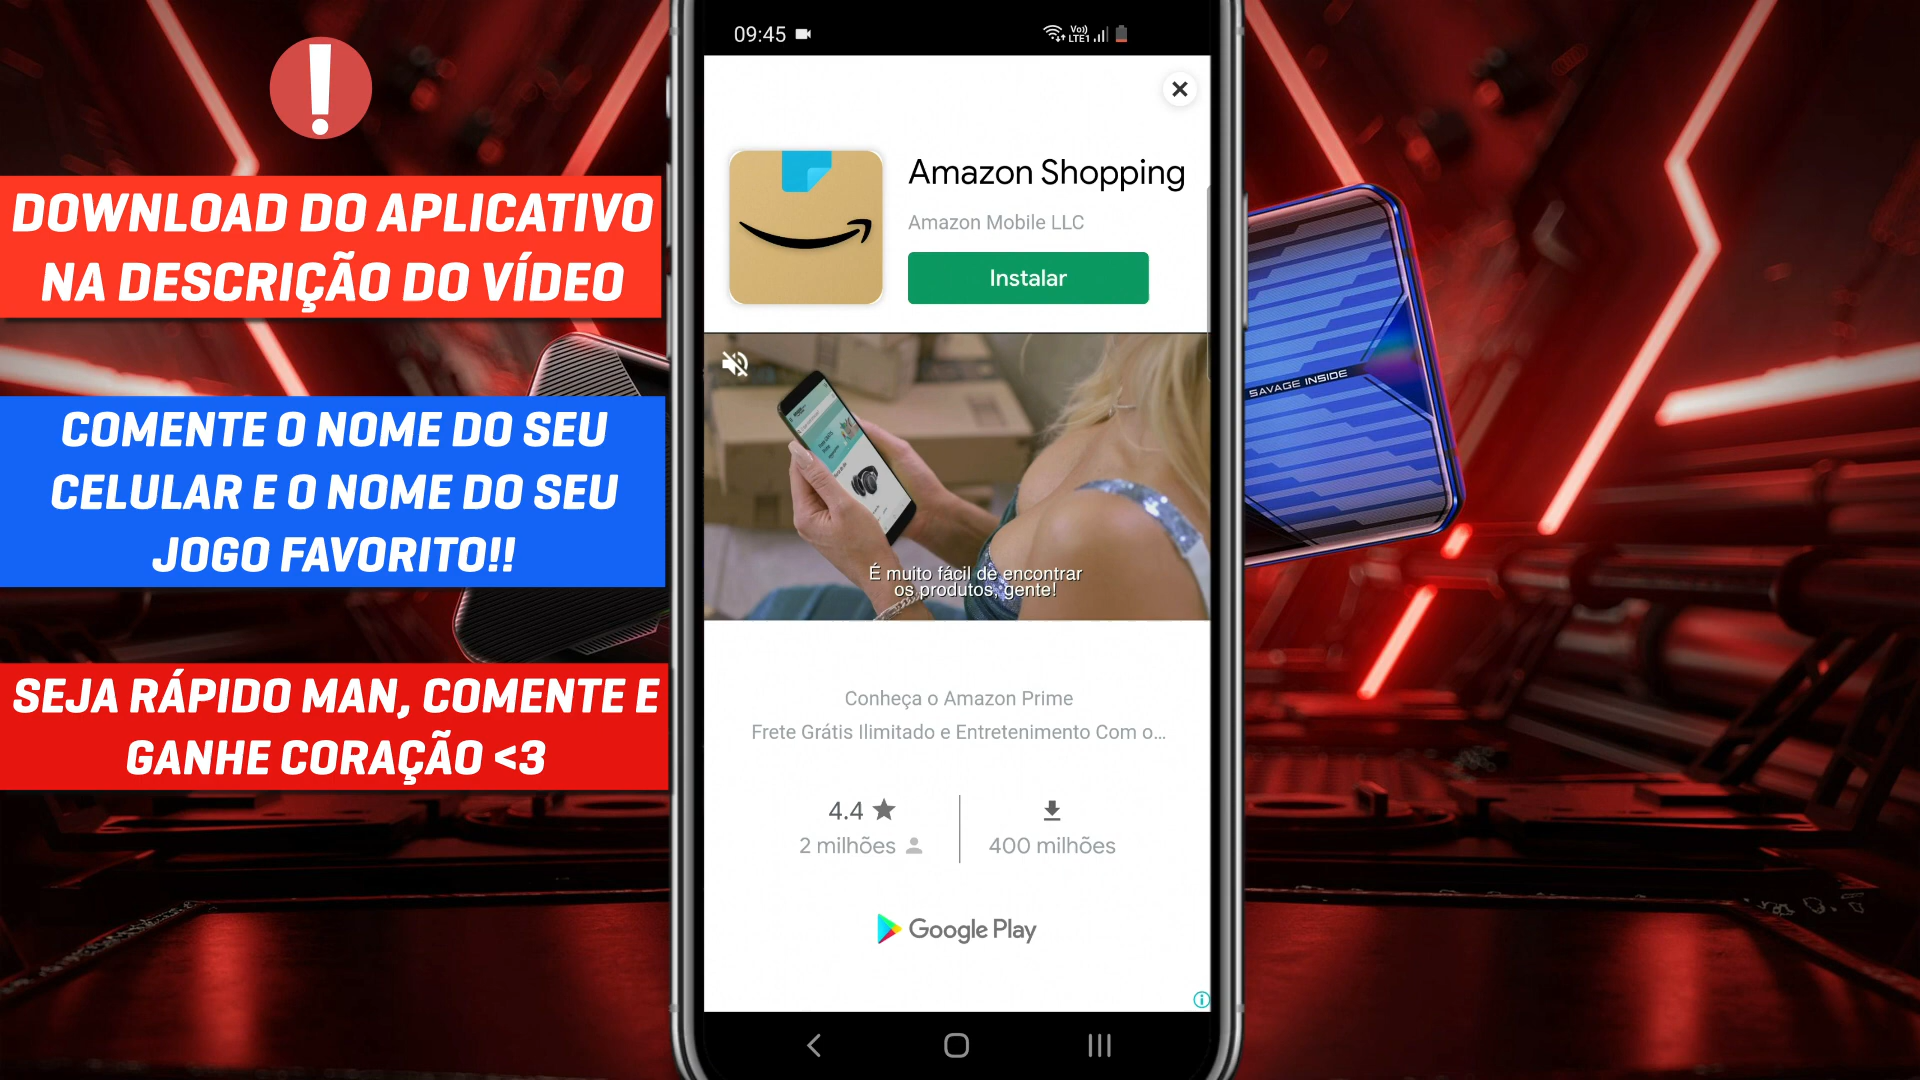 DOWNLOAD DO APLICATIVO
NA DESCRIÇÃO DO VÍDEO
COMENTE O NOME DO SEU
CELULAR E O NOME DO SEU
JOGO FAVORITO!!
SEJA RÁPIDO MAN, COMENTE E
GANHE CORAÇÃO <3
09:45
Vo))
LTE1
Amazon Shopping
Amazon Mobile LLC
Instalar
É muito fácil de encontrar
os produtos, gente!
Conheça o Amazon Prime
Frete Grátis Ilimitado e Entretenimento Com o...
4.4
2 milhões
400 milhões
Google Play
SAVAGE INSIDE